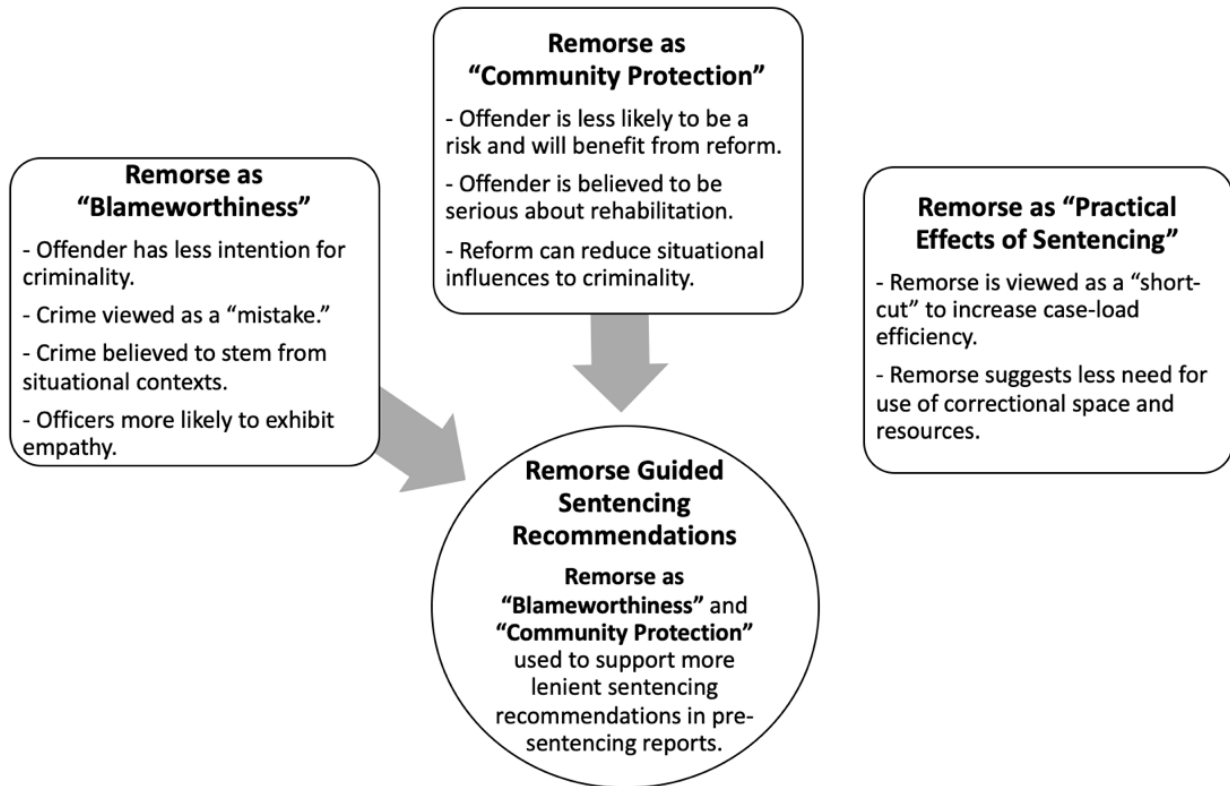 Remorse as
“Blameworthiness”
- Offender has less intention for
criminality.
- Crime viewed as a “mistake.”
- Crime believed to stem from
situational contexts.
- Officers more likely to exhibit
empathy.
Remorse as
“Community Protection”
- Offender is less likely to be a
risk and will benefit from reform.
- Offender is believed to be
serious about rehabilitation.
- Reform can reduce situational
influences to criminality.
Remorse as “Practical
Effects of Sentencing”
- Remorse is viewed as a “short-
cut” to increase case-load
efficiency.
- Remorse suggests less need for
use of correctional space and
resources.
Remorse Guided
Sentencing
Recommendations
Remorse as
“Blameworthiness” and
“Community Protection”
used to support more
lenient sentencing
recommendations in pre-
sentencing reports.